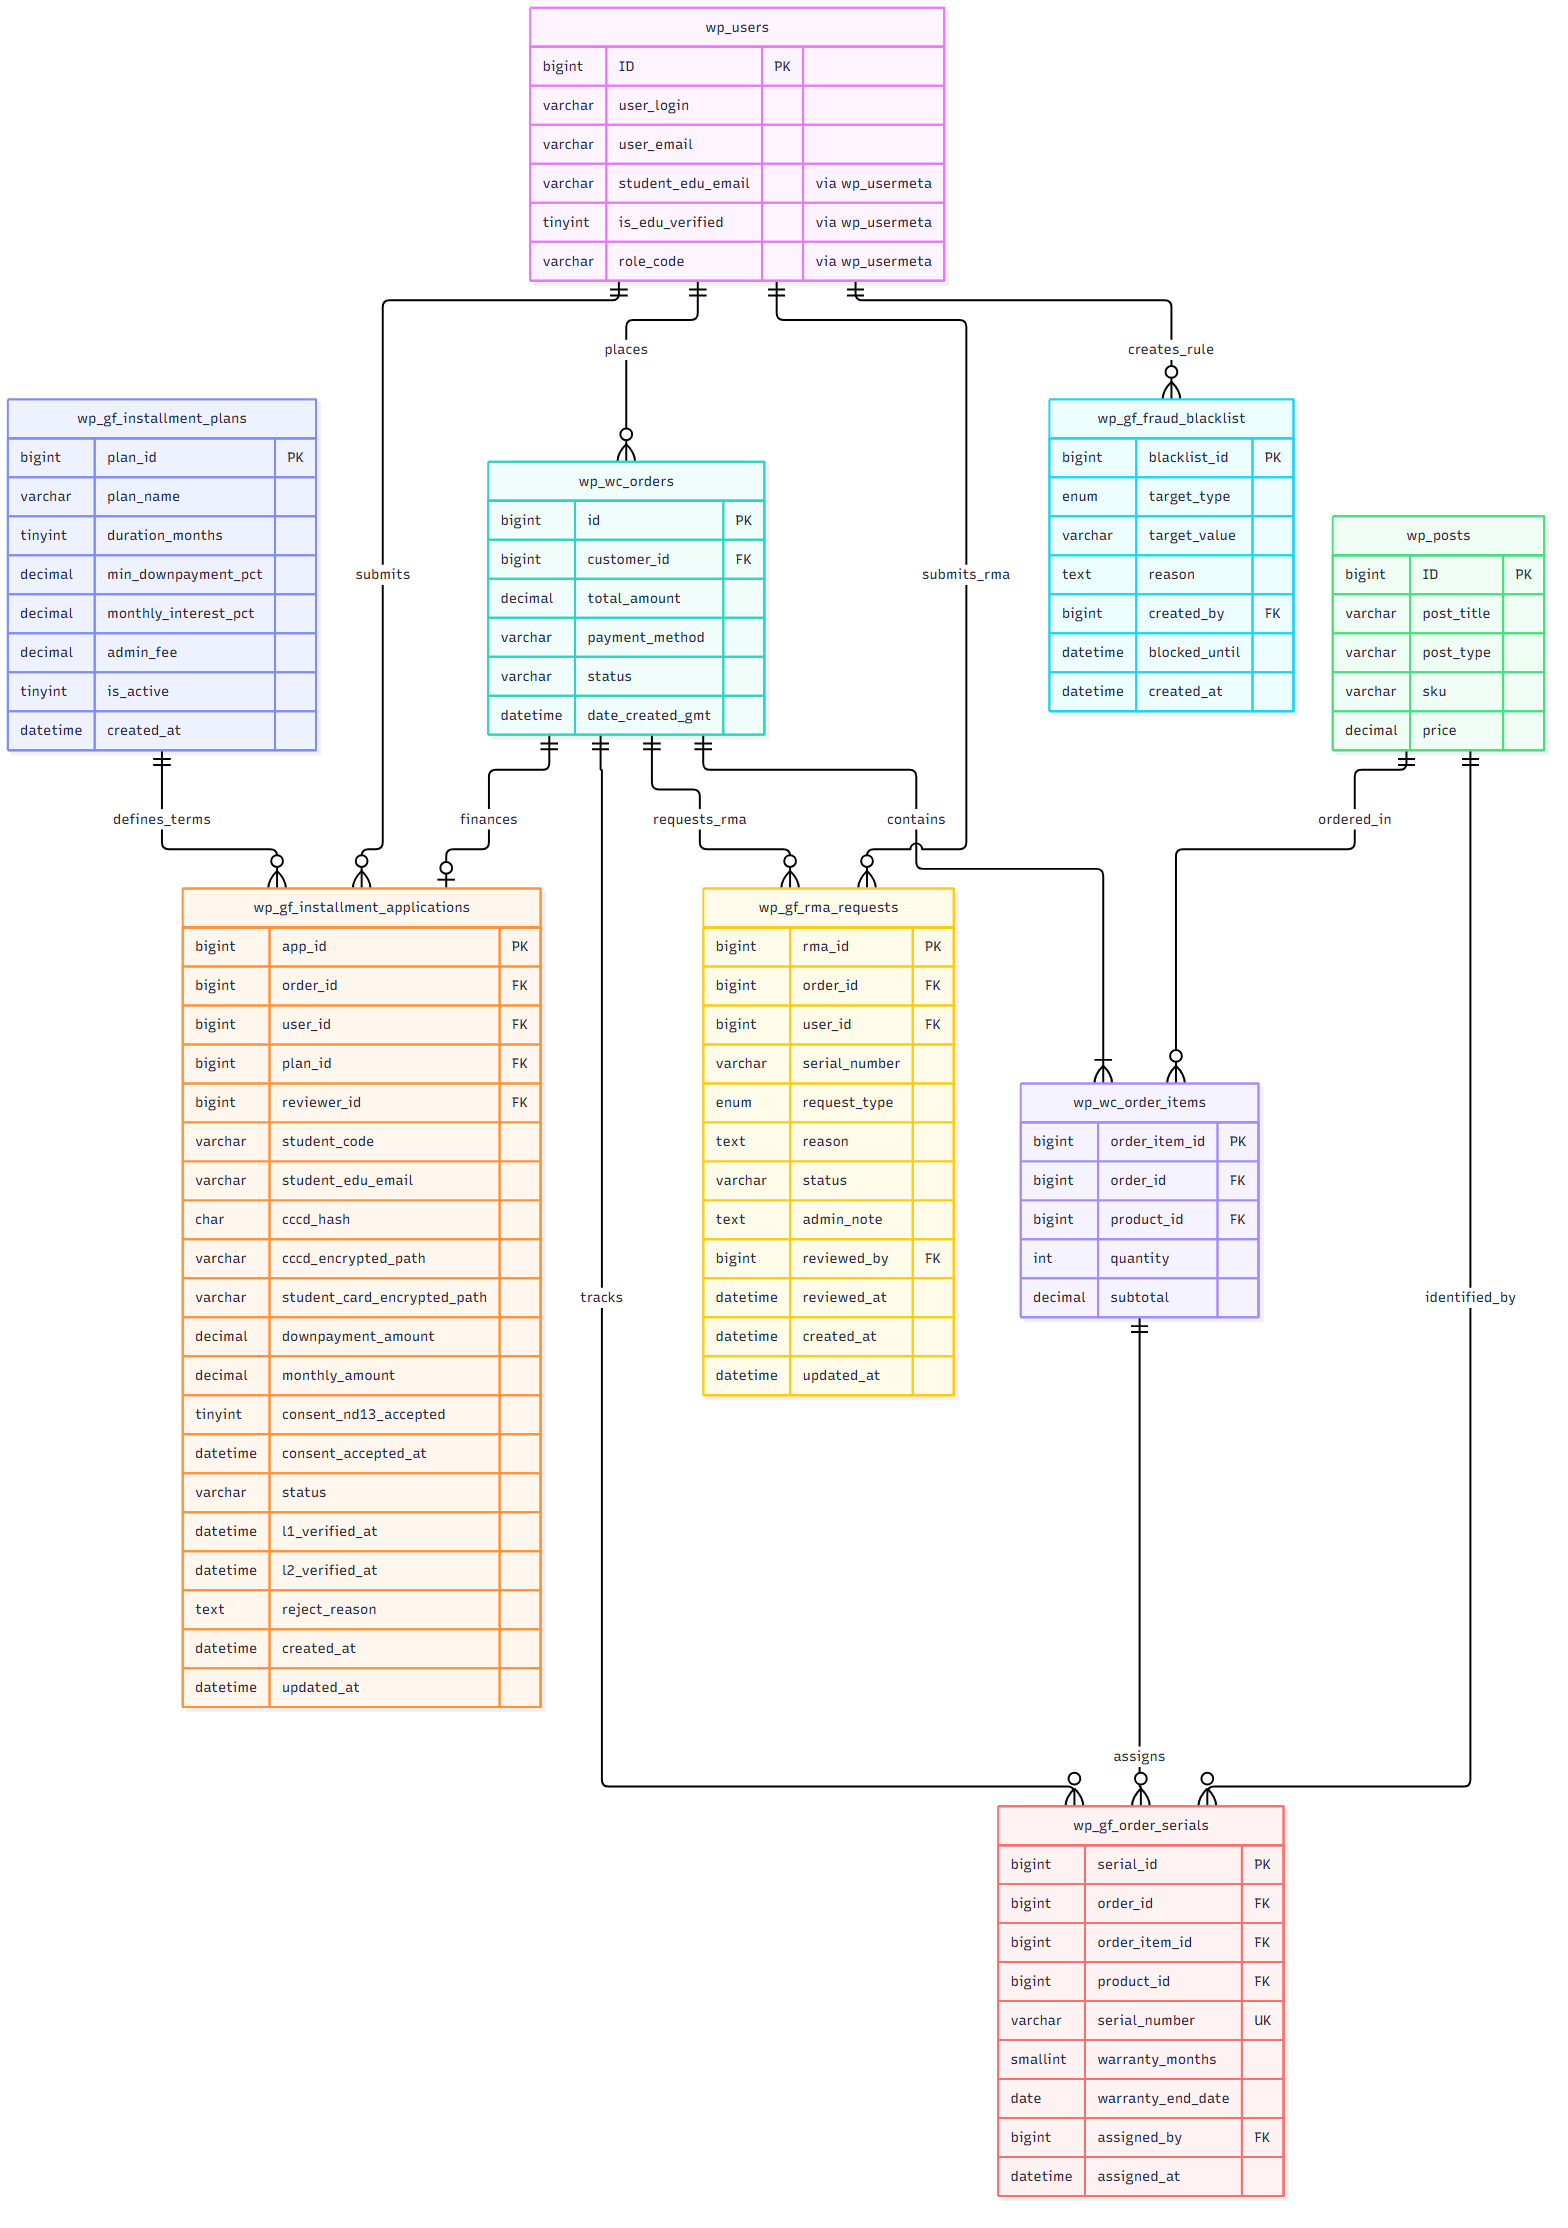 wp_users
bigint ID PK
varchar user_login
varchar user_email
varchar student_edu_email via wp_usermeta
tinyint is_edu_verified via wp_usermeta
varchar role_code via wp_usermeta
places
creates_rule
submits
submits_rma
wp_gf_installment_plans
bigint plan_id PK
varchar plan_name
tinyint duration_months
decimal min_downpayment_pct
decimal monthly_interest_pct
decimal admin_fee
tinyint is_active
datetime created_at
wp_wc_orders
bigint id PK
bigint customer_id FK
decimal total_amount
varchar payment_method
varchar status
datetime date_created_gmt
wp_gf_fraud_blacklist
bigint blacklist_id PK
enum target_type
varchar target_value
text reason
bigint created_by FK
datetime blocked_until
datetime created_at
wp_posts
bigint ID PK
varchar post_title
varchar post_type
varchar sku
decimal price
defines_terms
finances
requests_rma
contains
ordered_in
wp_gf_installment_applications
bigint app_id PK
bigint order_id FK
bigint user_id FK
bigint plan_id FK
bigint reviewer_id FK
varchar student_code
varchar student_edu_email
char cccd_hash
varchar cccd_encrypted_path
varchar student_card_encrypted_path
decimal downpayment_amount
decimal monthly_amount
tinyint consent_nd13_accepted
datetime consent_accepted_at
varchar status
datetime l1_verified_at
datetime l2_verified_at
text reject_reason
datetime created_at
datetime updated_at
wp_gf_rma_requests
bigint rma_id PK
bigint order_id FK
bigint user_id FK
varchar serial_number
enum request_type
text reason
varchar status
text admin_note
bigint reviewed_by FK
datetime reviewed_at
datetime created_at
datetime updated_at
wp_wc_order_items
bigint order_item_id PK
bigint order_id FK
bigint product_id FK
int quantity
decimal subtotal
tracks
identified_by
assigns
wp_gf_order_serials
bigint serial_id PK
bigint order_id FK
bigint order_item_id FK
bigint product_id FK
varchar serial_number UK
smallint warranty_months
date warranty_end_date
bigint assigned_by FK
datetime assigned_at